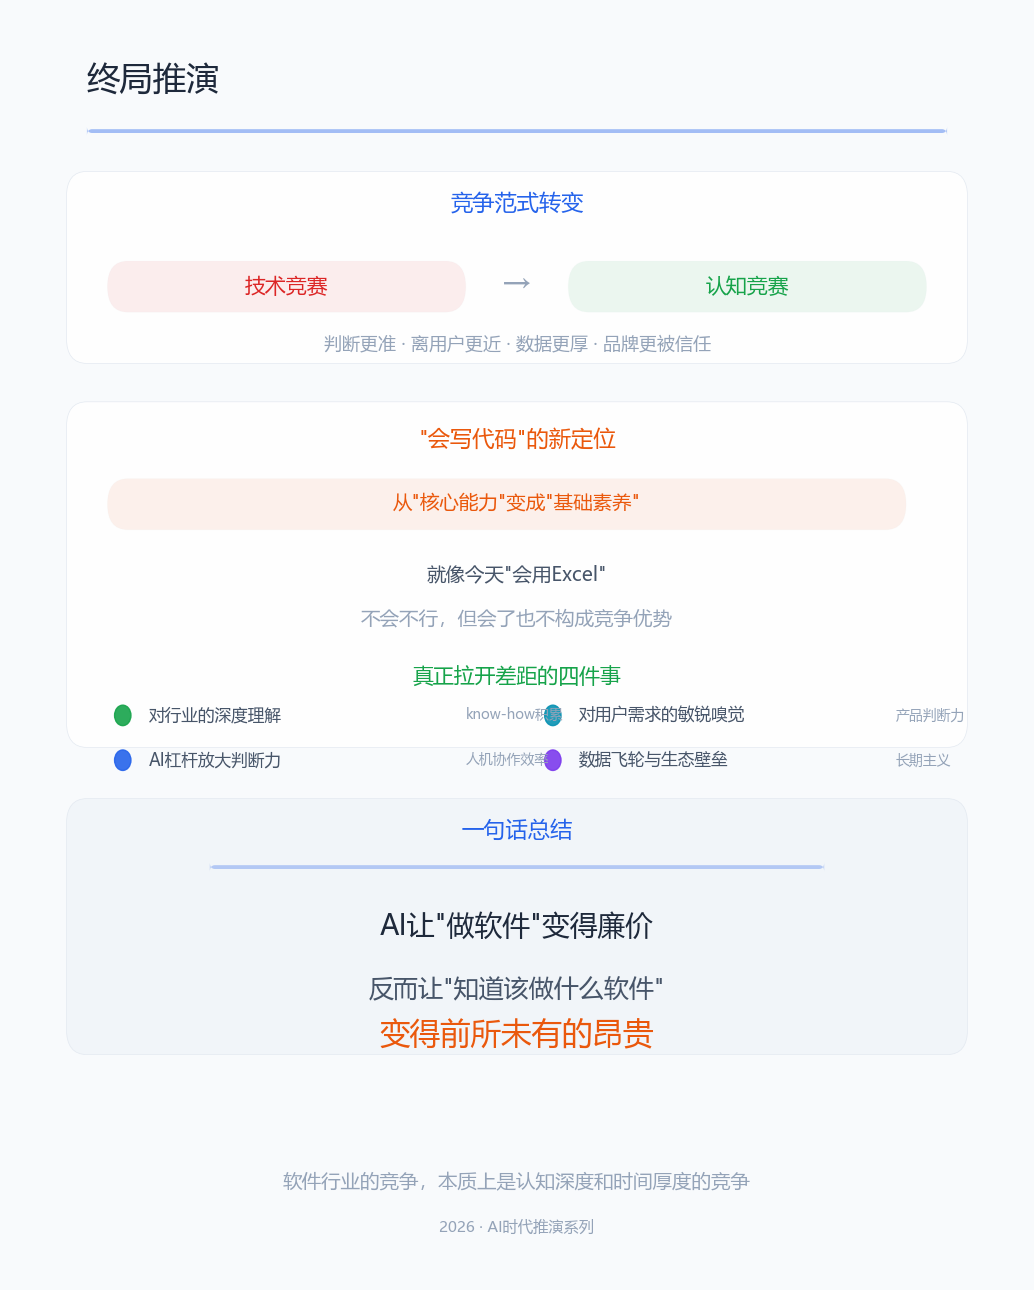 终局推演
竞争范式转变
技术竞赛 → 认知竞赛
判断更准 · 离用户更近 · 数据更厚 · 品牌更被信任
"会写代码"的新定位
从"核心能力"变成"基础素养"
就像今天"会用Excel"
不会不行，但会了也不构成竞争优势
真正拉开差距的四件事
对行业的深度理解 know-how积累 对用户需求的敏锐嗅觉 产品判断力
AI杠杆放大判断力 人机协作效率 数据飞轮与生态壁垒 长期主义
一句话总结
AI让"做软件"变得廉价
反而让"知道该做什么软件"
变得前所未有的昂贵
软件行业的竞争，本质上是认知深度和时间厚度的竞争
2026 · AI时代推演系列